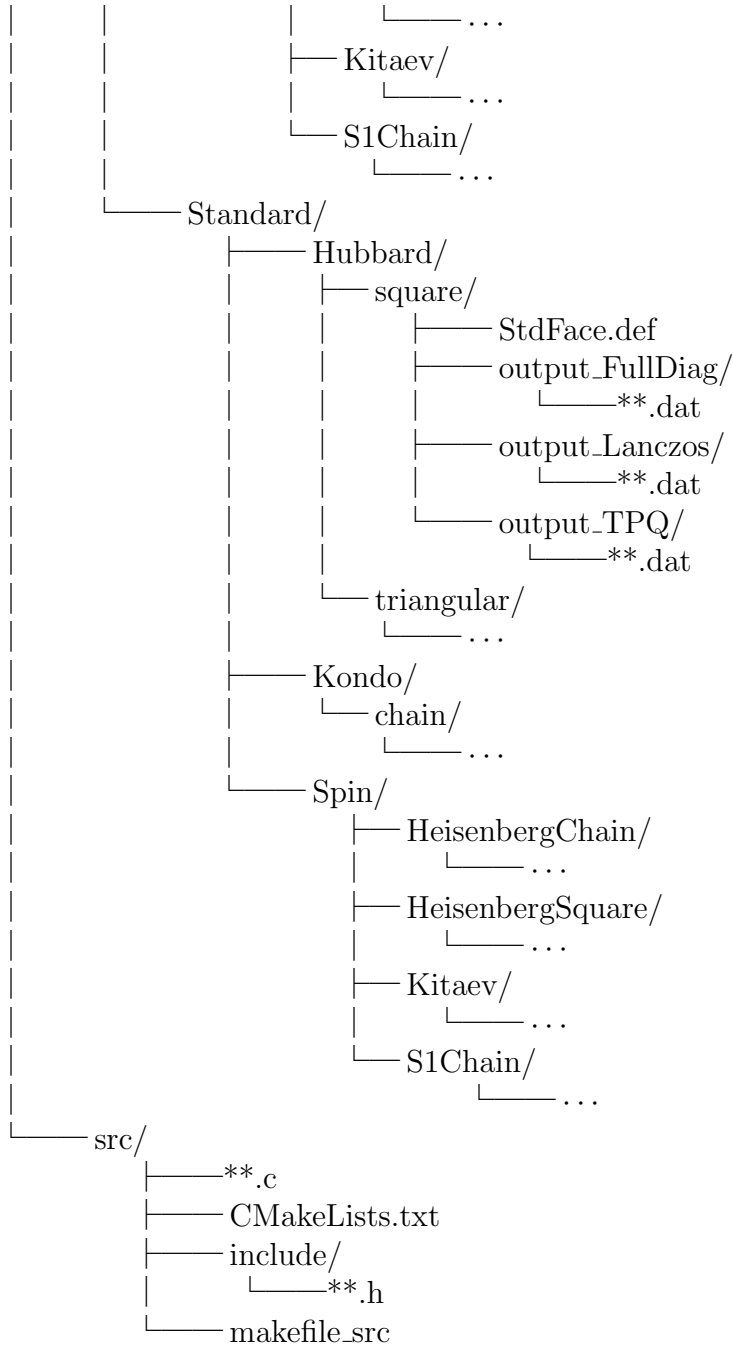 ...
Kitaev/
...
S1Chain/
...
Standard/
Hubbard/
square/
StdFace.def
output_FullDiag/
**.dat
output_Lanczos/
**.dat
output_TPQ/
**.dat
triangular/
...
Kondo/
chain/
...
Spin/
HeisenbergChain/
...
HeisenbergSquare/
...
Kitaev/
...
S1Chain/
...
src/
**.c
CMakeLists.txt
include/
**.h
makefile_src